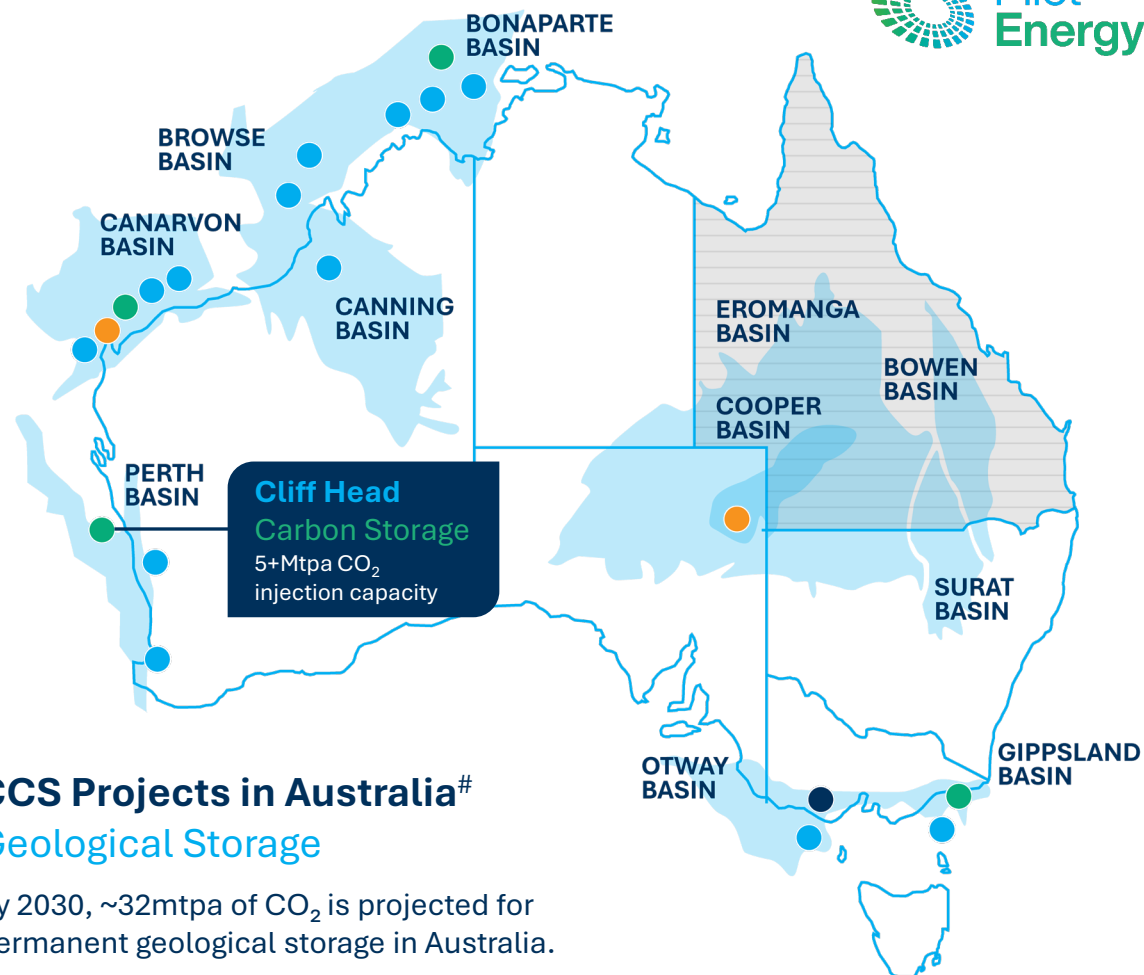 Pilot
Energy
BONAPARTE
BASIN
BROWSE
BASIN
CANARVON
BASIN
CANNING
BASIN
EROMANGA
BASIN
BOWEN
BASIN
COOPER
BASIN
PERTH
BASIN
Cliff Head
Carbon Storage
5+Mtpa CO₂
injection capacity
SURAT
BASIN
OTWAY
BASIN
GIPPSLAND
BASIN
CCS Projects in Australia#
Geological Storage
y 2030, ~32mtpa of CO₂ is projected for
ermanent geological storage in Australia.